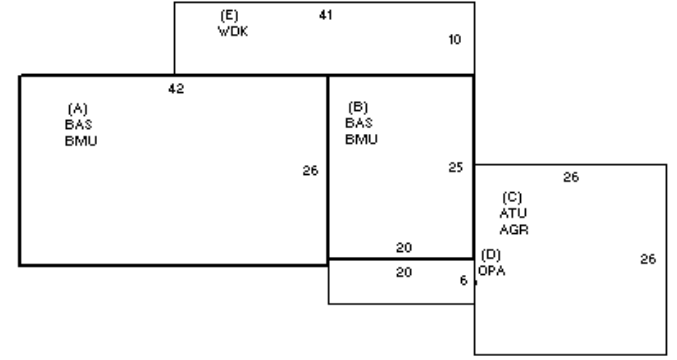 (E)
WDK
41
10
42
(A)
BAS
BMU
26
(B)
BAS
BMU
25
20
20
6
26
(C)
ATU
AGR
26
(D)
OPA